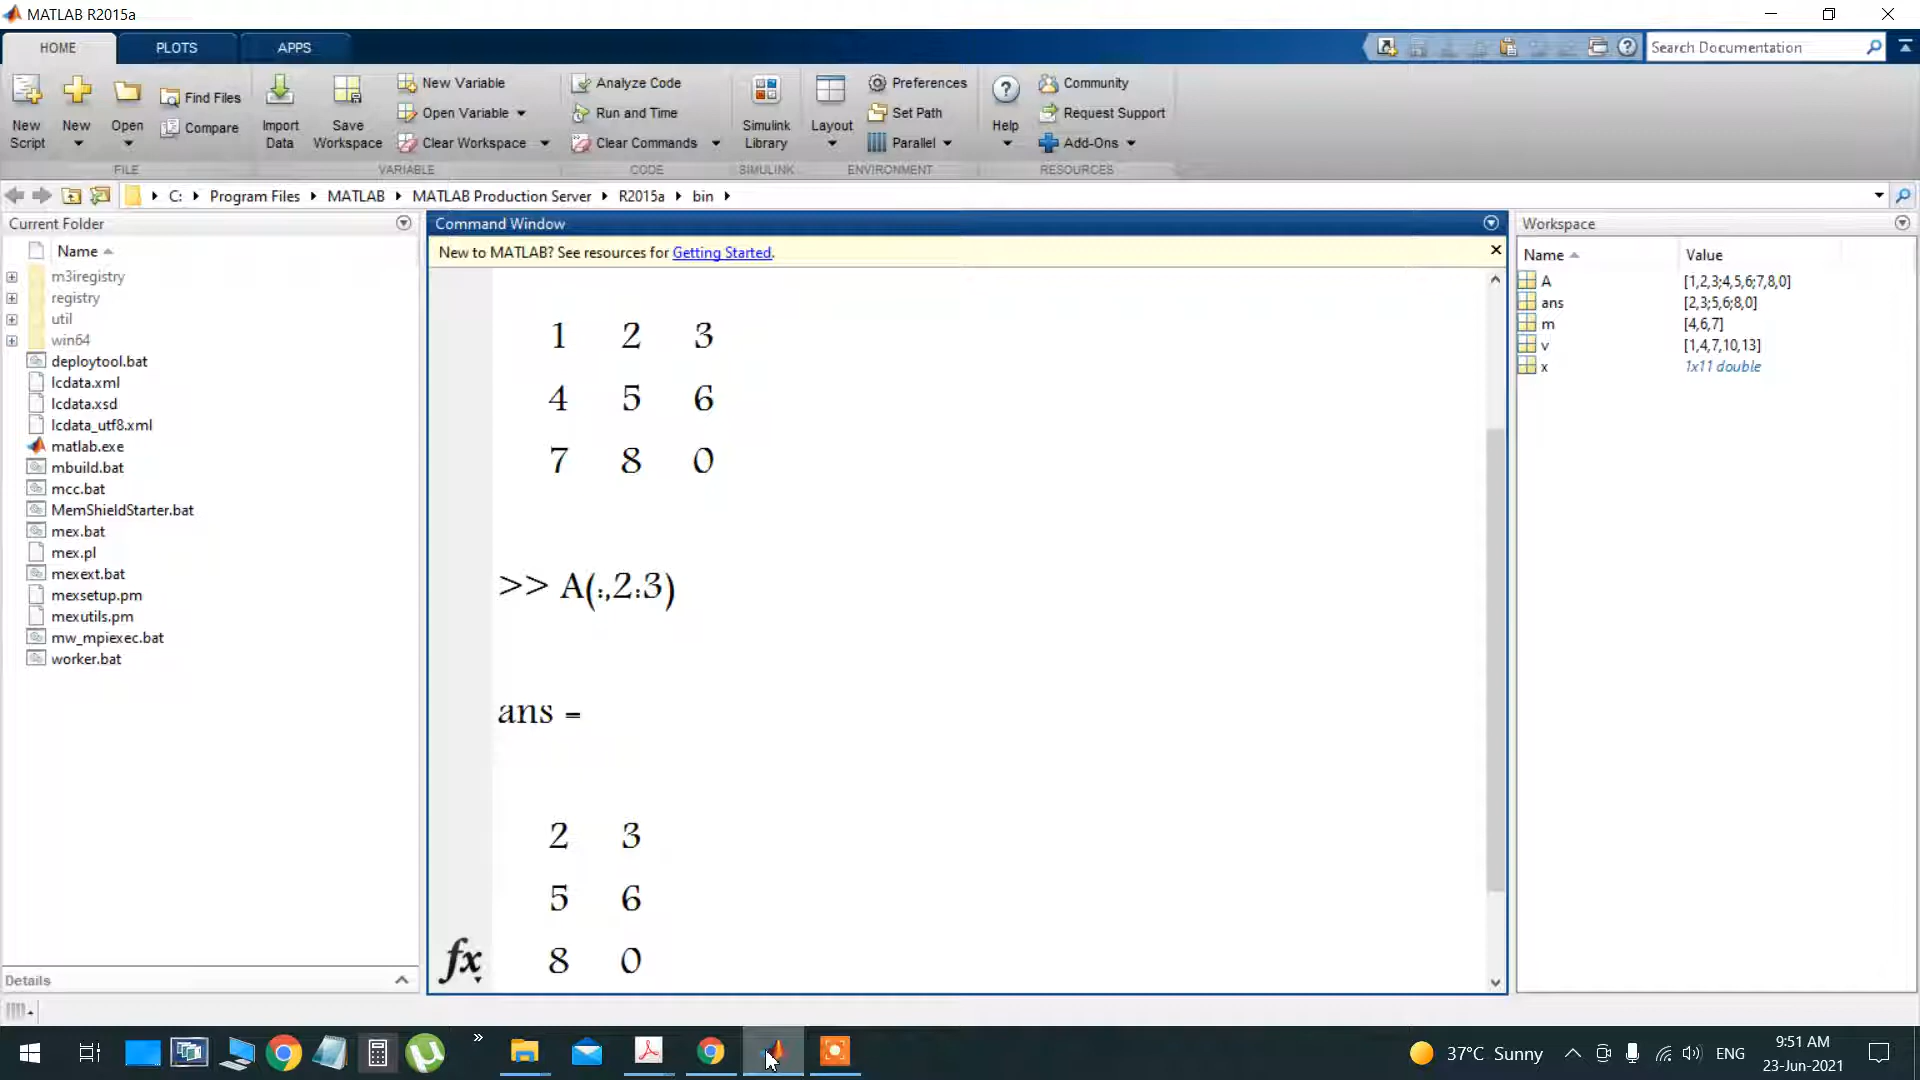 MATLAB R2015a
HOME PLOTS APPS
Search Documentation
New Script
New
Open
Find Files
Compare
Import Data
Save Workspace
New Variable
Open Variable
Clear Workspace
Analyze Code
Run and Time
Clear Commands
Simulink Library
Layout
Preferences
Set Path
Parallel
Help
Community
Request Support
Add-Ons
FILE VARIABLE CODE SIMULINK ENVIRONMENT RESOURCES
C: Program Files MATLAB MATLAB Production Server R2015a bin
Current Folder
Name
m3iregistry
registry
util
win64
deploytool.bat
lcdata.xml
lcdata.xsd
lcdata_utf8.xml
matlab.exe
mbuild.bat
mcc.bat
MemShieldStarter.bat
mex.bat
mex.pl
mexext.bat
mexsetup.pm
mexutils.pm
mw_mpiexec.bat
worker.bat
Details
Command Window
New to MATLAB? See resources for Getting Started.
1 2 3
4 5 6
7 8 0
>> A(:,2:3)
ans =
2 3
5 6
8 0
fx
Workspace
Name Value
A [1,2,3;4,5,6;7,8,0]
ans [2,3;5,6;8,0]
m [4,6,7]
v [1,4,7,10,13]
x 1x11 double
37°C Sunny
ENG
9:51 AM
23-Jun-2021